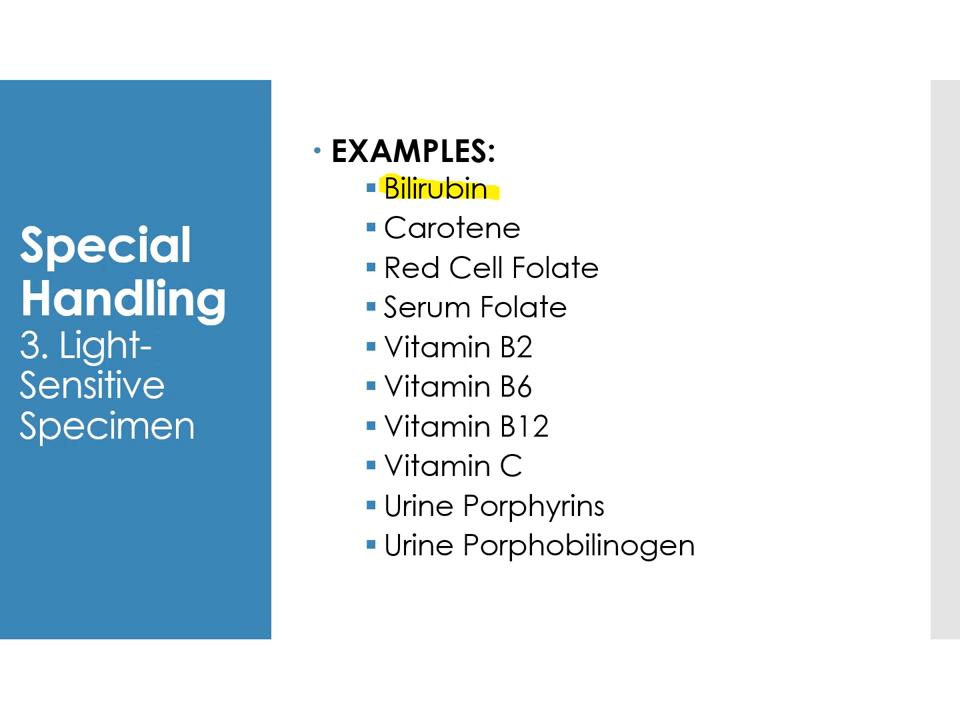 Special
Handling
3. Light-
Sensitive
Specimen
• EXAMPLES:
▪ Bilirubin
▪ Carotene
▪ Red Cell Folate
▪ Serum Folate
▪ Vitamin B2
▪ Vitamin B6
▪ Vitamin B12
▪ Vitamin C
▪ Urine Porphyrins
▪ Urine Porphobilinogen